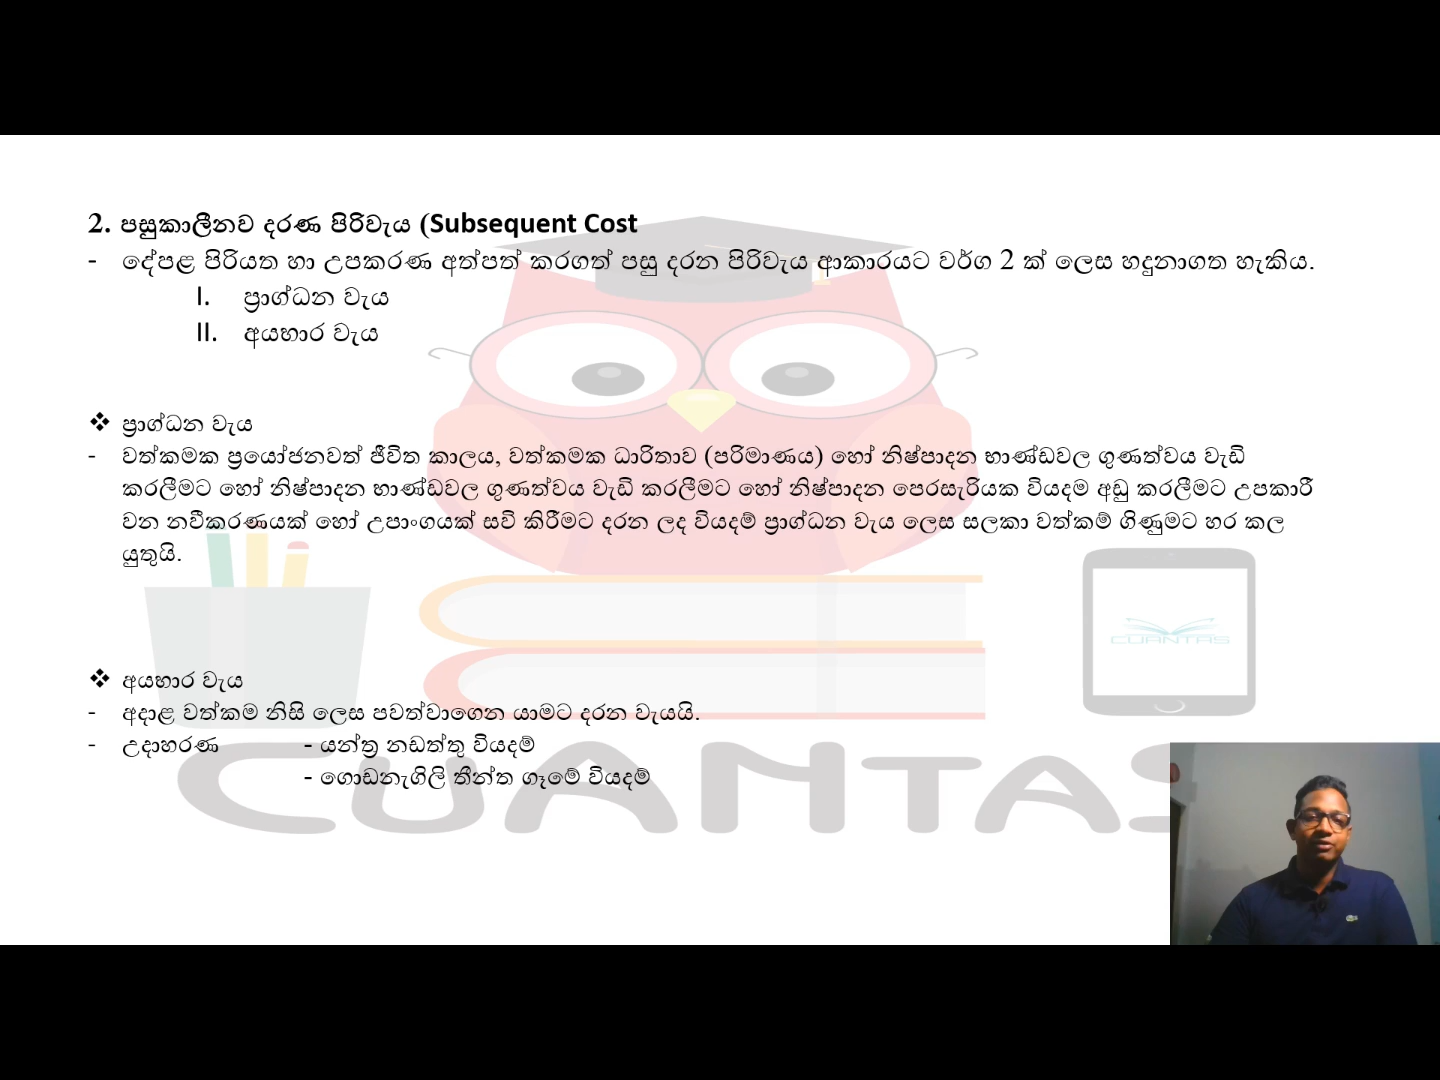 2. පසුකාලීනව දරණ පිරිවැය (Subsequent Cost
- දේපළ පිරියත හා උපකරණ අත්පත් කරගත් පසු දරන පිරිවැය ආකාරයට වර්ග 2 ක් ලෙස හඳුනාගත හැකිය.
I. ප්‍රාග්ධන වැය
II. අයභාර වැය
❖ ප්‍රාග්ධන වැය
- වත්කමක ප්‍රයෝජනවත් ජීවිත කාලය, වත්කමක ධාරිතාව (පරිමාණය) හෝ නිෂ්පාදන භාණ්ඩවල ගුණත්වය වැඩි
කරලීමට හෝ නිෂ්පාදන භාණ්ඩවල ගුණත්වය වැඩි කරලීමට හෝ නිෂ්පාදන පෙරසැරියක වියදම අඩු කරලීමට උපකාරී
වන නවීකරණයක් හෝ උපාංගයක් සවි කිරීමට දරන ලද වියදම් ප්‍රාග්ධන වැය ලෙස සලකා වත්කම් ගිණුමට හර කල
යුතුයි.
❖ අයභාර වැය
- අදාළ වත්කම නිසි ලෙස පවත්වාගෙන යාමට දරන වැයයි.
- උදාහරණ - යන්ත්‍ර නඩත්තු වියදම්
- ගොඩනැගිලි තීන්ත ගෑමේ වියදම්
CUANTAS
CUANTAS